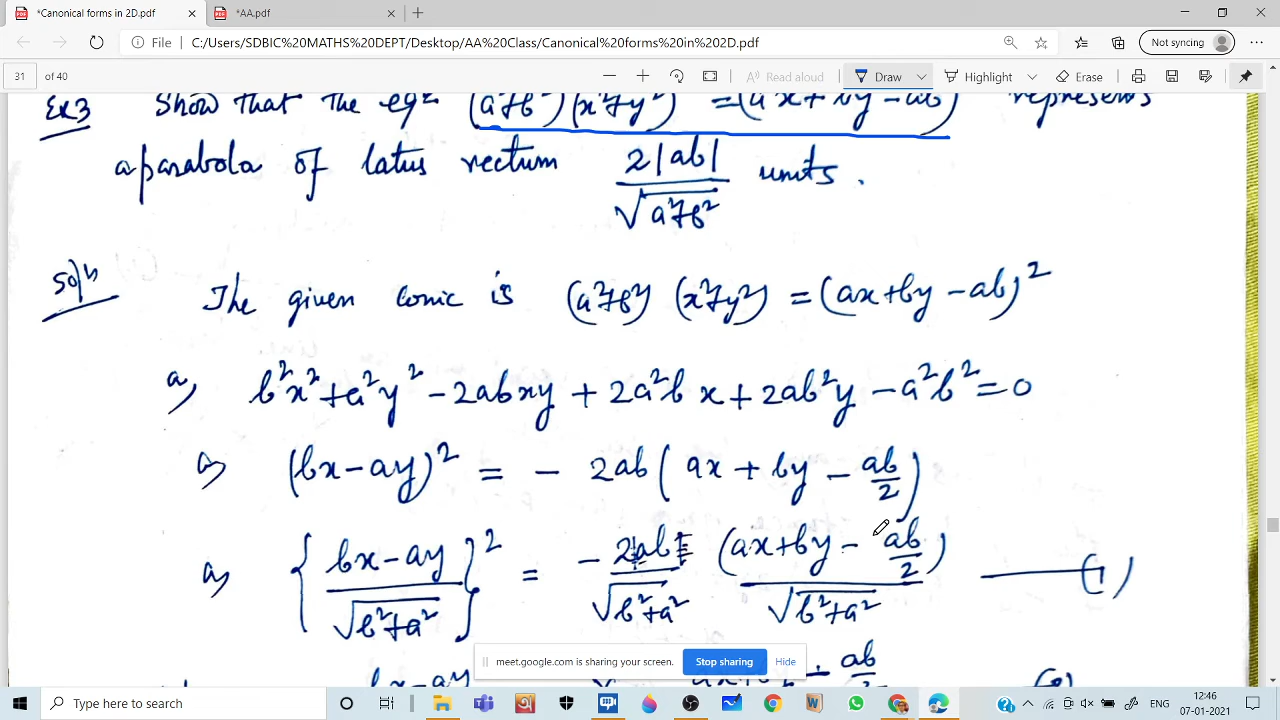 *Canonical forms in 2D.pdf
*AA.pdf
File C:/Users/SDBIC%20MATHS%20DEPT/Desktop/AA%20Class/Canonical%20forms%20in%202D.pdf
Not syncing
31 of 40
Read aloud
Draw
Highlight
Erase
Ex3 Show that the eqn (a²+b²)(x²+y²) = (ax+by-ab) represents
a parabola of latus rectum 2|ab| / √(a²+b²) units.
Soln The given conic is (a²+b²)(x²+y²) = (ax+by-ab)²
a, b²x²+a²y²-2abxy+2a²bx+2ab²y-a²b²=0
a, (bx-ay)² = -2ab(ax+by-ab/2)
a, {(bx-ay)/√(b²+a²)}² = -2ab/√(b²+a²) (ax+by-ab/2)/√(b²+a²) —— (1)
bx-ay
ab
meet.google.com is sharing your screen.
Stop sharing
Hide
Type here to search
ENG
12:46
07-01-2021